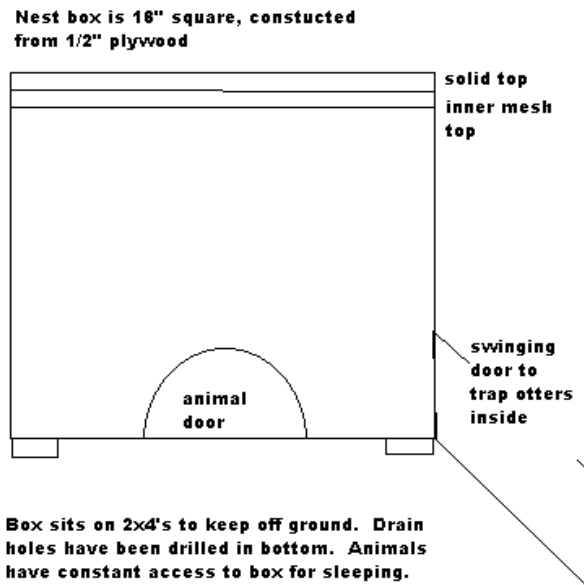 Nest box is 18" square, constucted
from 1/2" plywood
solid top
inner mesh
top
swinging
door to
trap otters
inside
animal
door
Box sits on 2x4's to keep off ground. Drain
holes have been drilled in bottom. Animals
have constant access to box for sleeping.